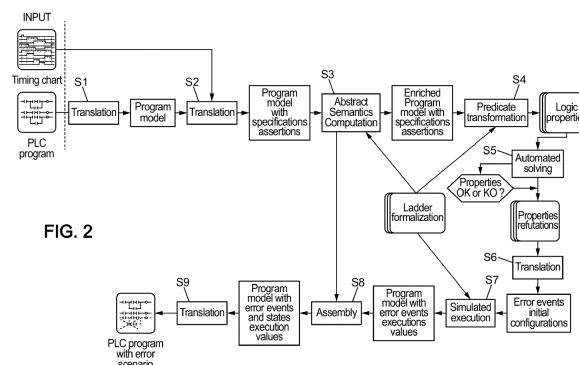 INPUT
Timing chart
PLC
program
S1
Translation
Program
model
S2
Translation
Program
model
with
specifications
assertions
S3
Abstract
Semantics
Computation
Enriched
Program
model with
specifications
assertions
S4
Predicate
transformation
Logic
properties
S5
Automated
solving
Properties
OK or KO ?
Ladder
formalization
Properties
refutations
FIG. 2
S6
Translation
Error events
initial
configurations
S7
Simulated
execution
Program
model with
error events
executions
values
S8
Assembly
Program
model with
error events
and states
execution
values
S9
Translation
PLC program
with error
scenario